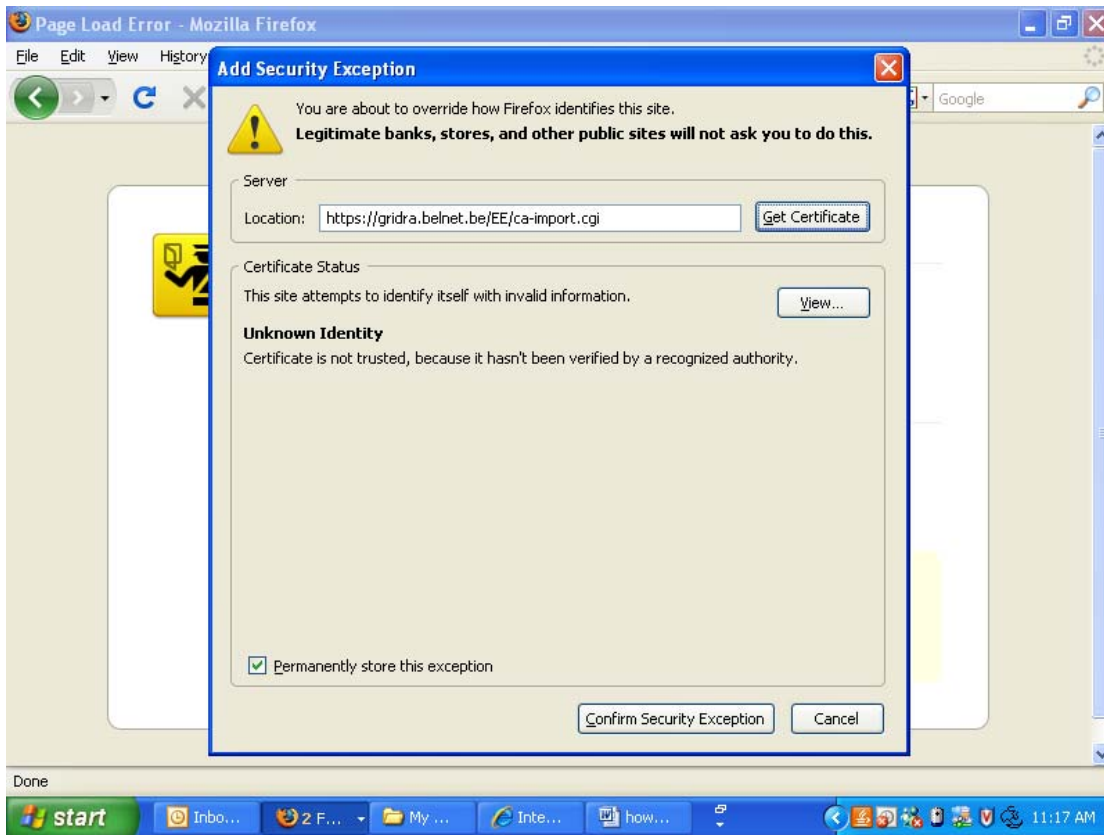 Page Load Error - Mozilla Firefox
File Edit View History
Google
Add Security Exception
You are about to override how Firefox identifies this site.
Legitimate banks, stores, and other public sites will not ask you to do this.
Server
Location: https://gridra.belnet.be/EE/ca-import.cgi Get Certificate
Certificate Status
This site attempts to identify itself with invalid information. View...
Unknown Identity
Certificate is not trusted, because it hasn't been verified by a recognized authority.
Permanently store this exception
Confirm Security Exception Cancel
Done
start Inbo... 2 F... My ... Inte... how... 11:17 AM